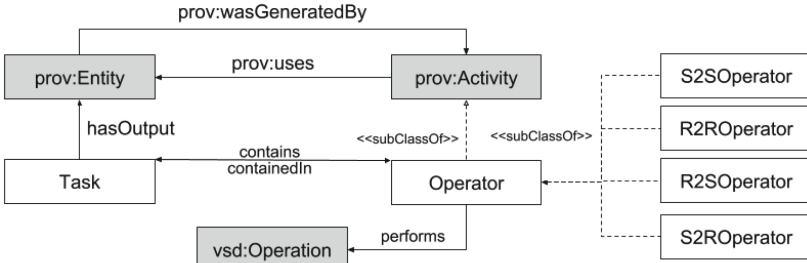 prov:wasGeneratedBy
prov:Entity
prov:uses
prov:Activity
S2SOperator
hasOutput
<<subClassOf>>
<<subClassOf>>
R2ROperator
contains
containedIn
Task
Operator
R2SOperator
performs
vsd:Operation
S2ROperator